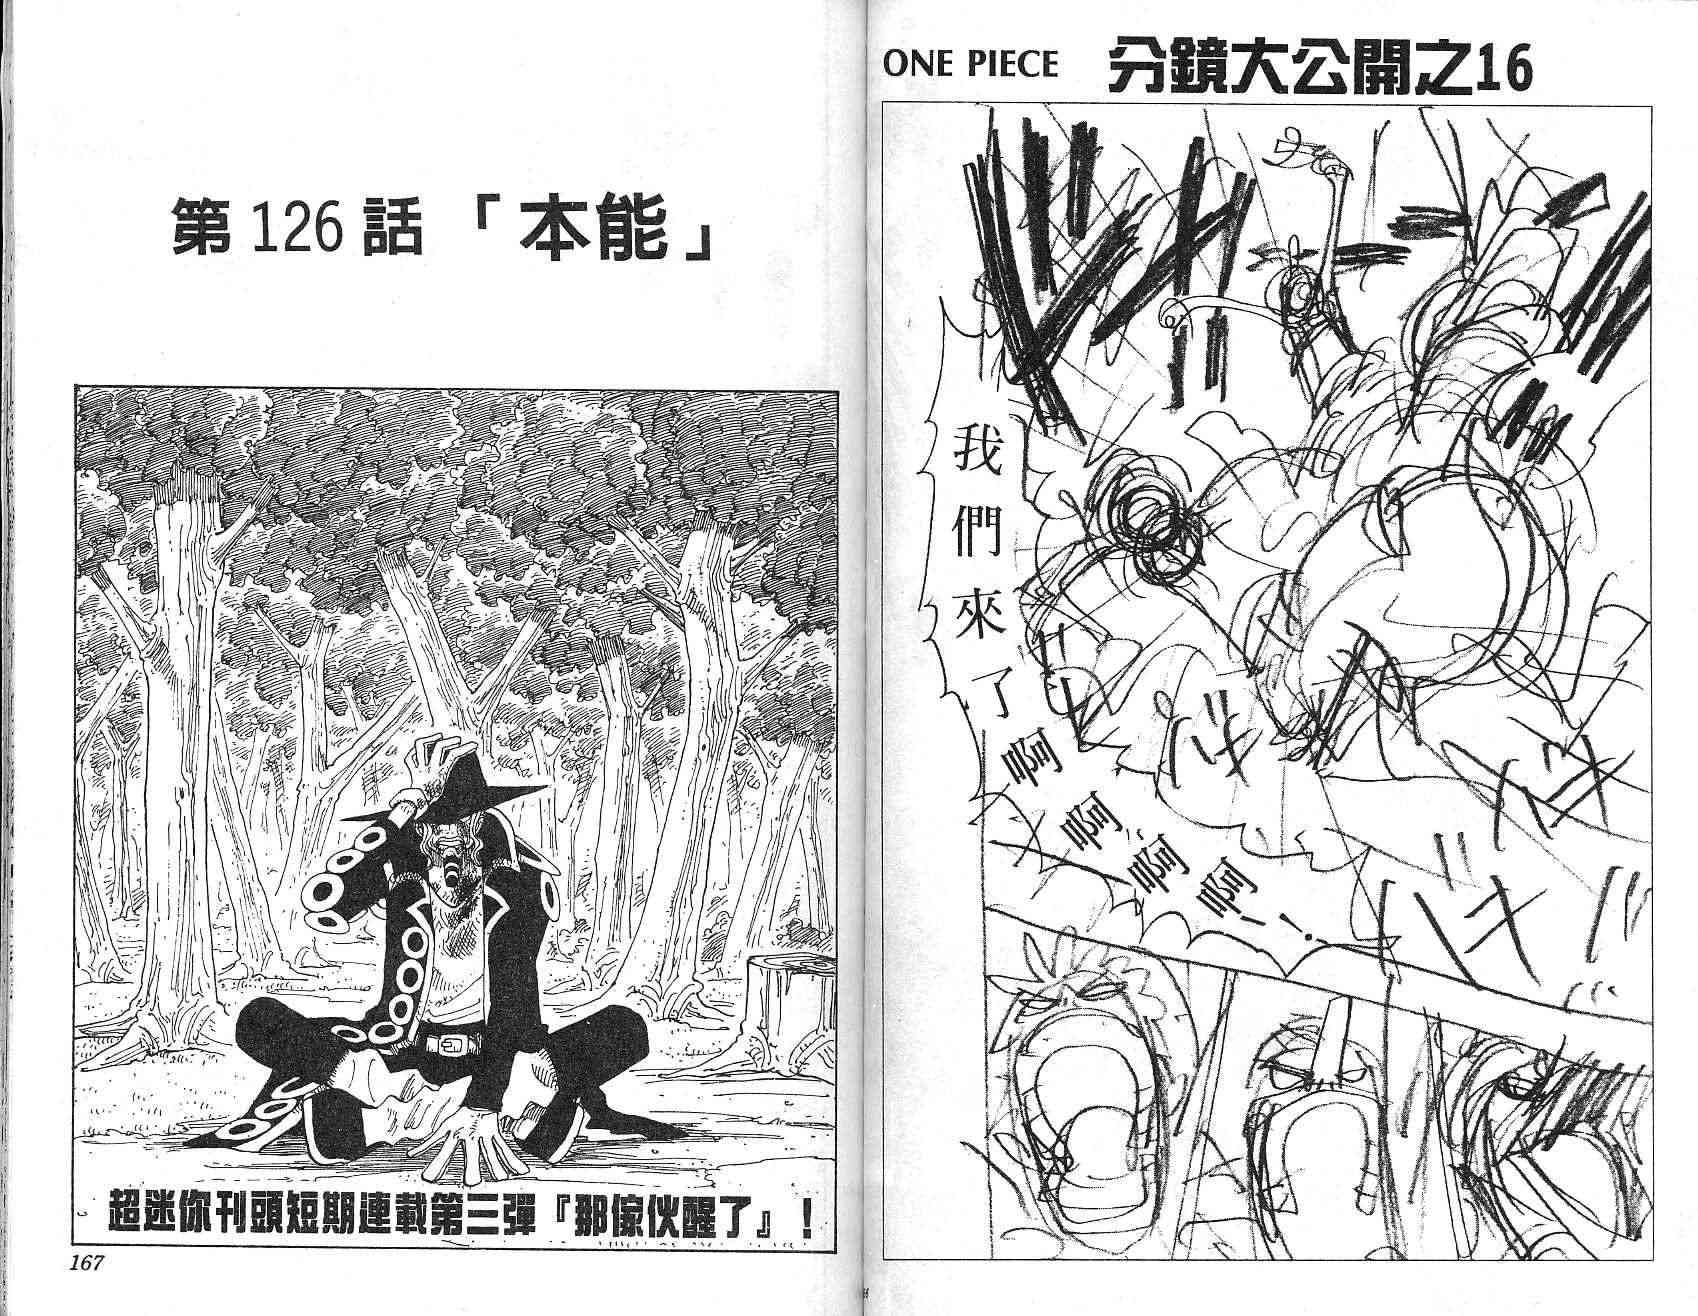 ONE PIECE 分鏡大公開之16
我們來了啊啊啊啊─！
第126話「本能」
超迷你刊頭短期連載第三彈『那傢伙醒了』！
167